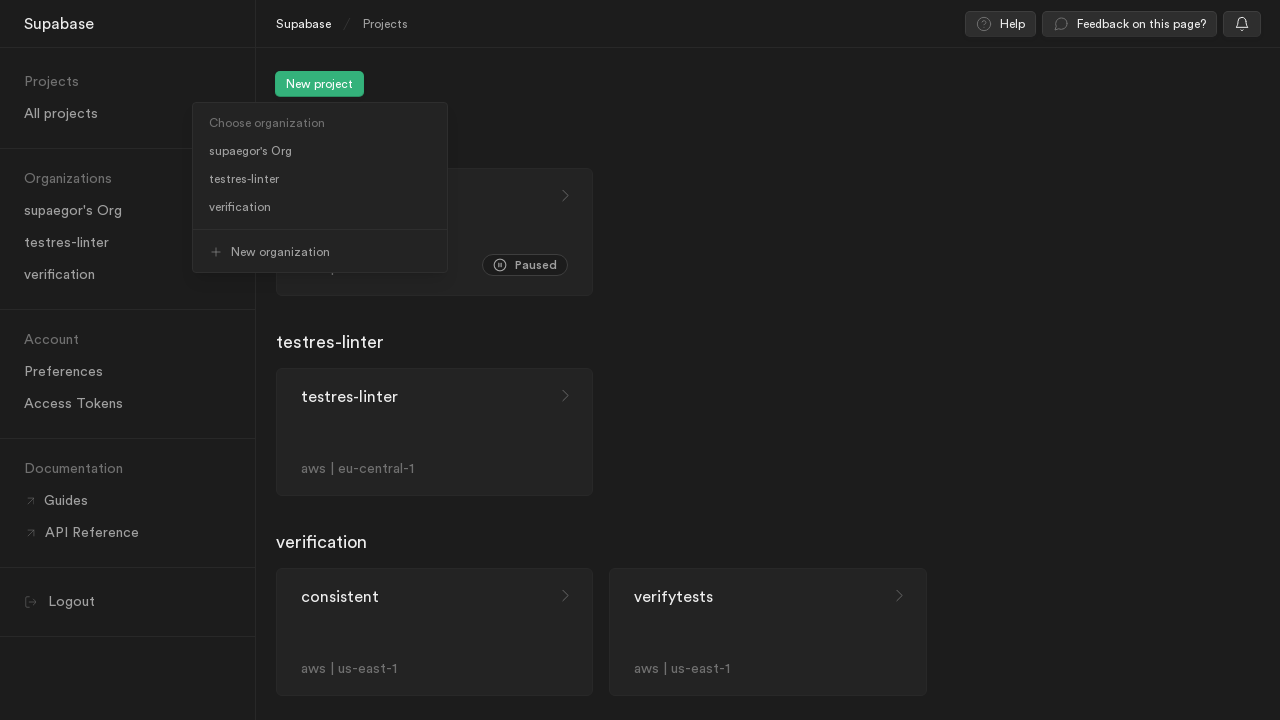 Supabase
Supabase / Projects
Help
Feedback on this page?
Projects
All projects
Organizations
supaegor's Org
testres-linter
verification
Account
Preferences
Access Tokens
Documentation
Guides
API Reference
Logout
New project
Choose organization
supaegor's Org
testres-linter
verification
New organization
Paused
testres-linter
testres-linter
aws | eu-central-1
verification
consistent
aws | us-east-1
verifytests
aws | us-east-1